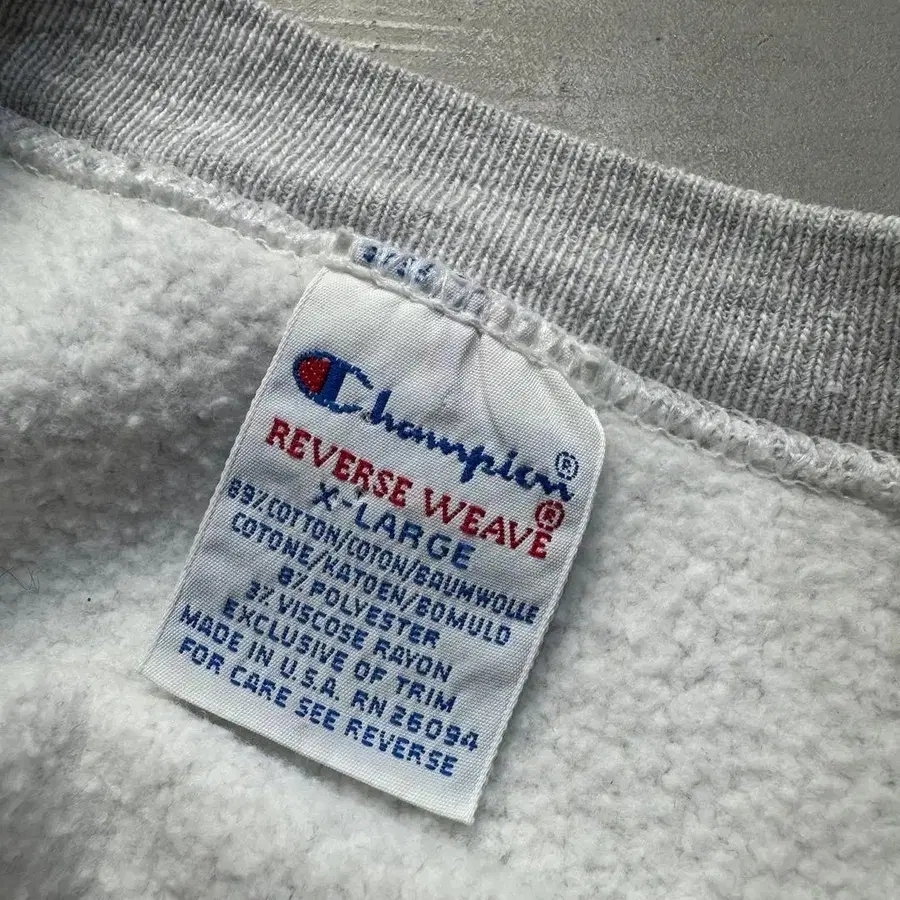 Champion®
REVERSE WEAVE®
X-LARGE
89%COTTON/COTON/BAUMWOLLE
COTONE/KATOEN/BOMULD
8% POLYESTER
3% VISCOSE RAYON
EXCLUSIVE OF TRIM
MADE IN U.S.A. RN 26094
FOR CARE SEE REVERSE